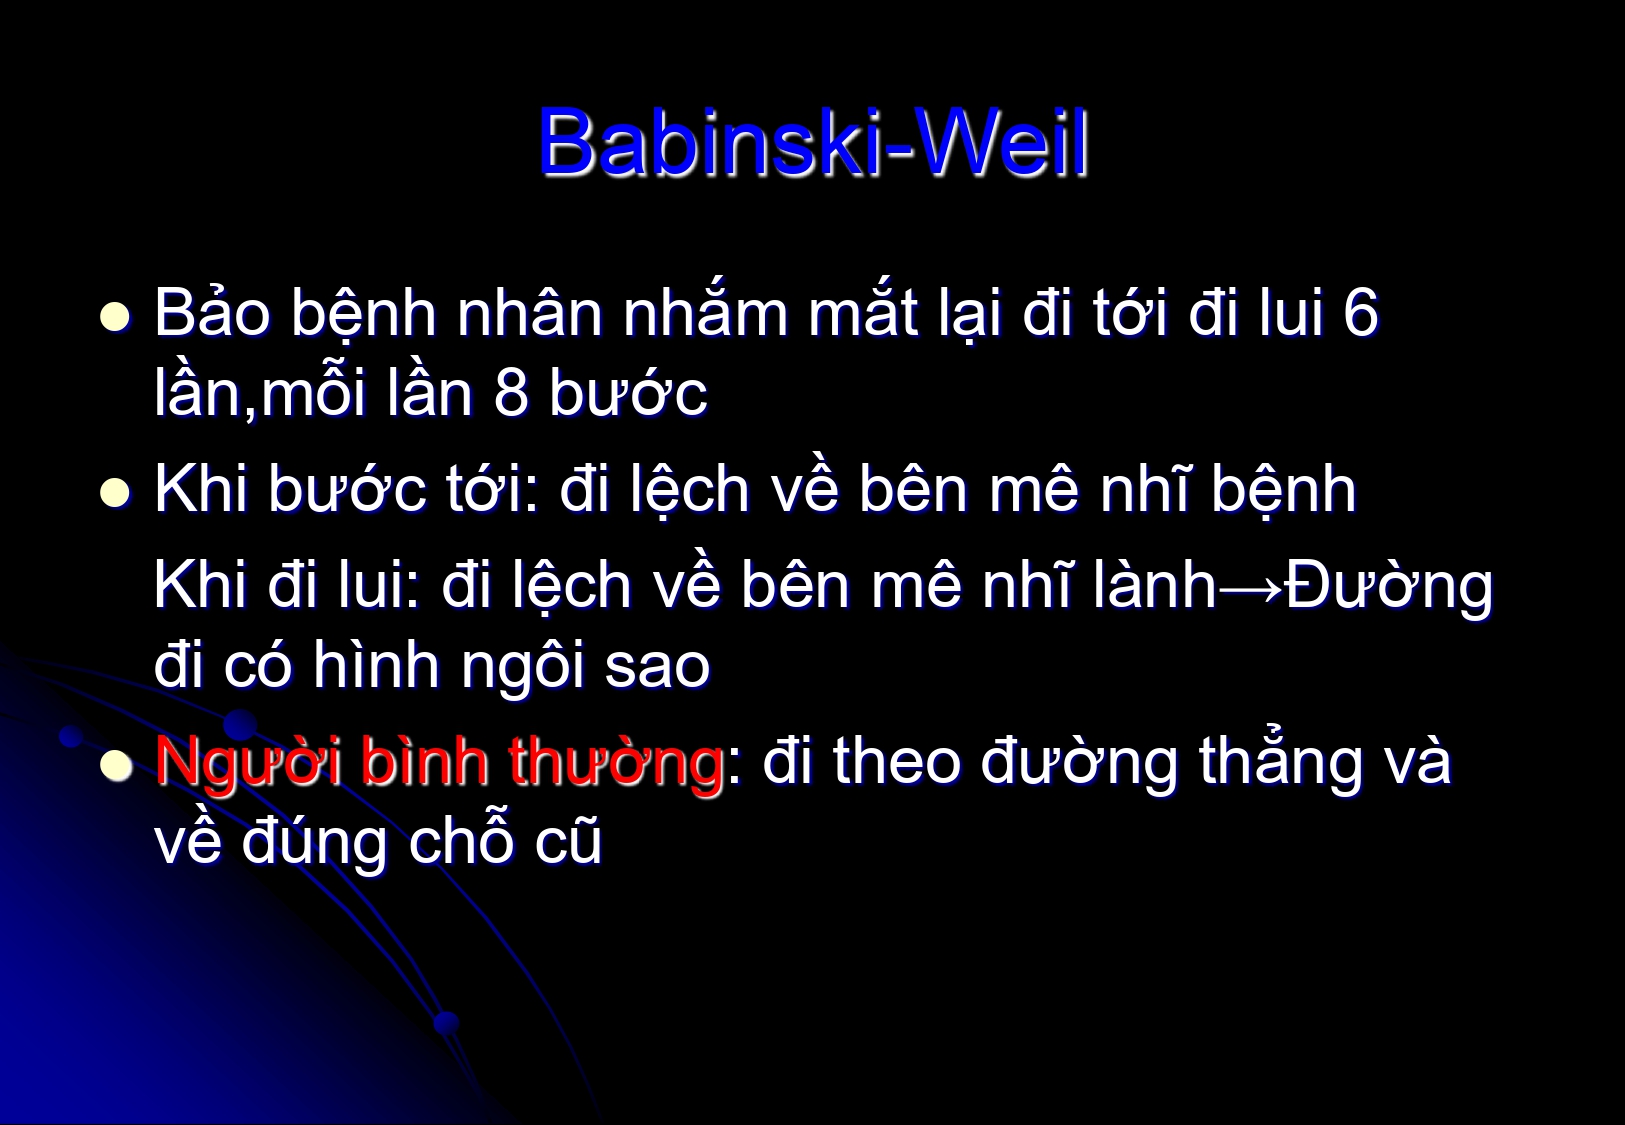 Babinski-Weil
● Bảo bệnh nhân nhắm mắt lại đi tới đi lui 6
lần,mỗi lần 8 bước
● Khi bước tới: đi lệch về bên mê nhĩ bệnh
Khi đi lui: đi lệch về bên mê nhĩ lành→Đường
đi có hình ngôi sao
● Người bình thường: đi theo đường thẳng và
về đúng chỗ cũ